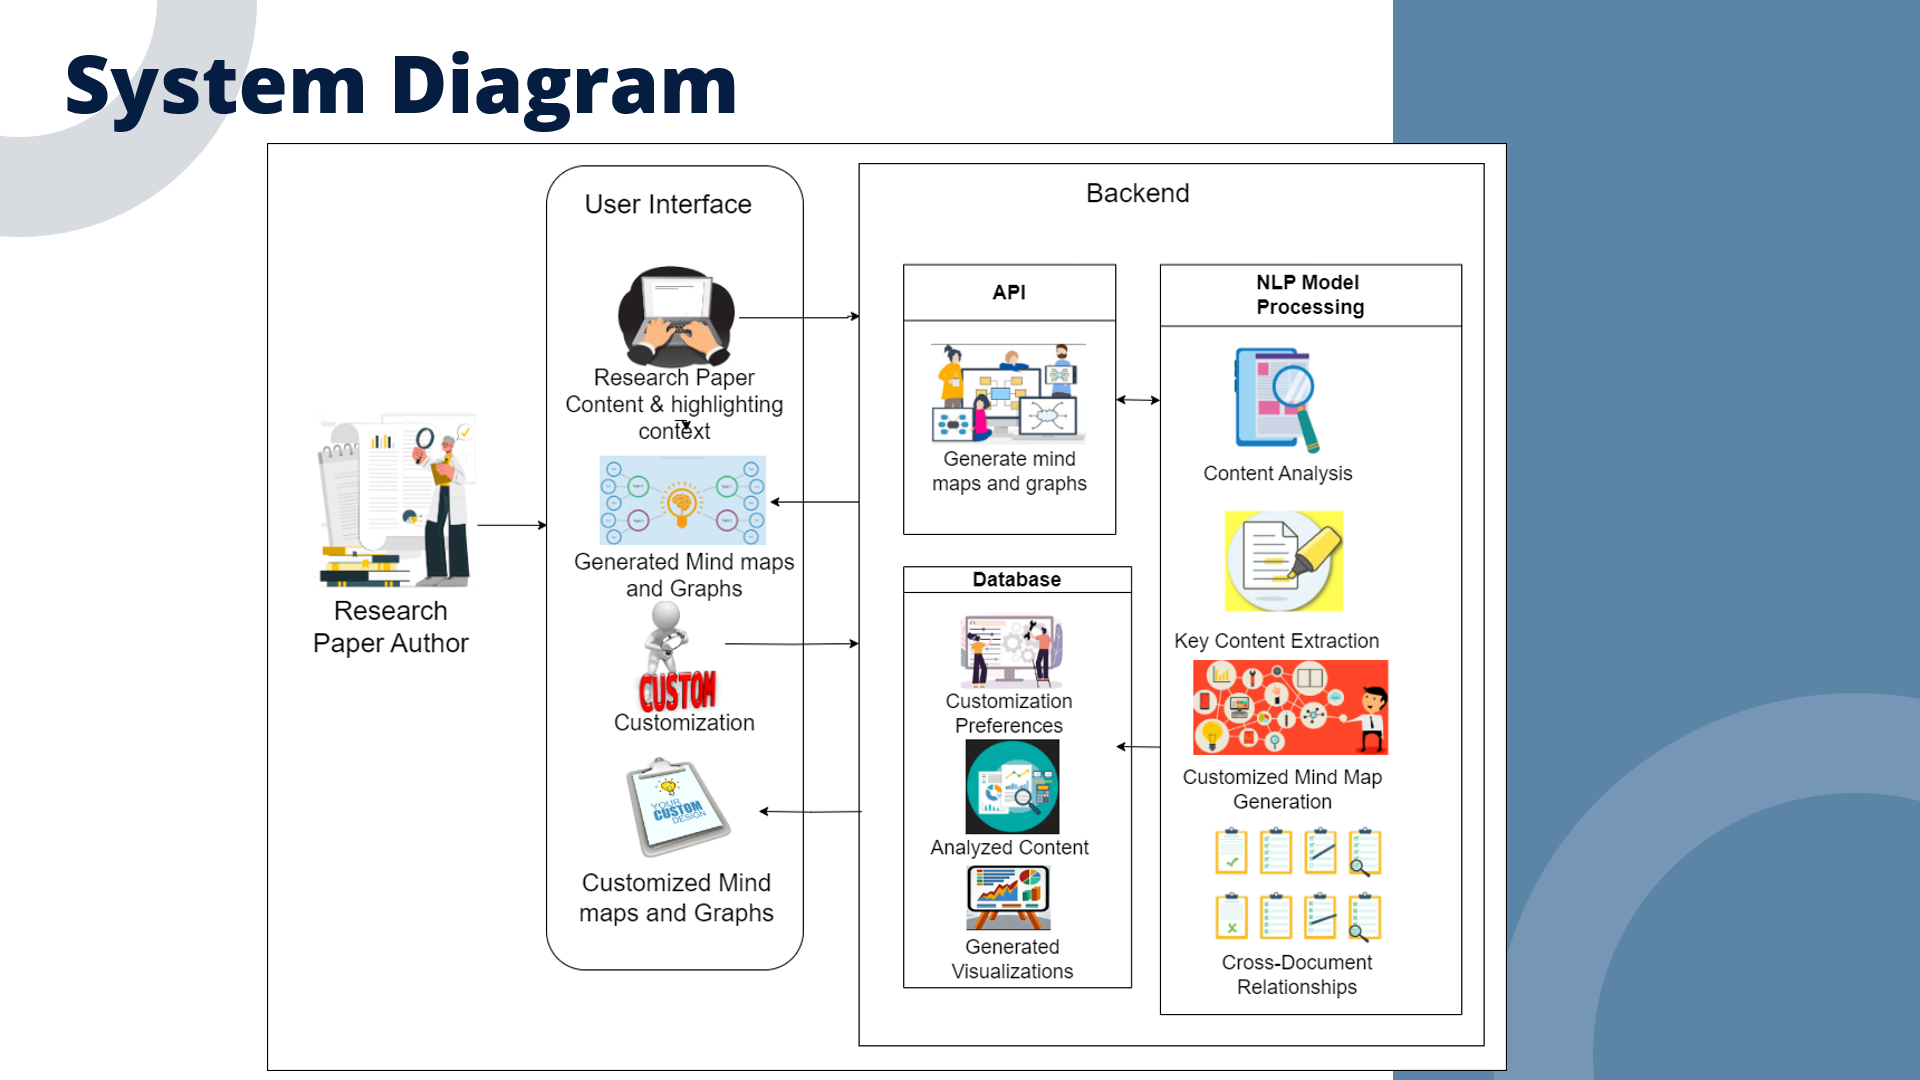 System Diagram
User Interface
Research Paper
Content & highlighting
context
Generated Mind maps
and Graphs
CUSTOM
Customization
YOUR
CUSTOM
DESIGN
Customized Mind
maps and Graphs
Research
Paper Author
Backend
API
Generate mind
maps and graphs
Database
Customization
Preferences
Analyzed Content
Generated
Visualizations
NLP Model
Processing
Content Analysis
Key Content Extraction
Customized Mind Map
Generation
Cross-Document
Relationships